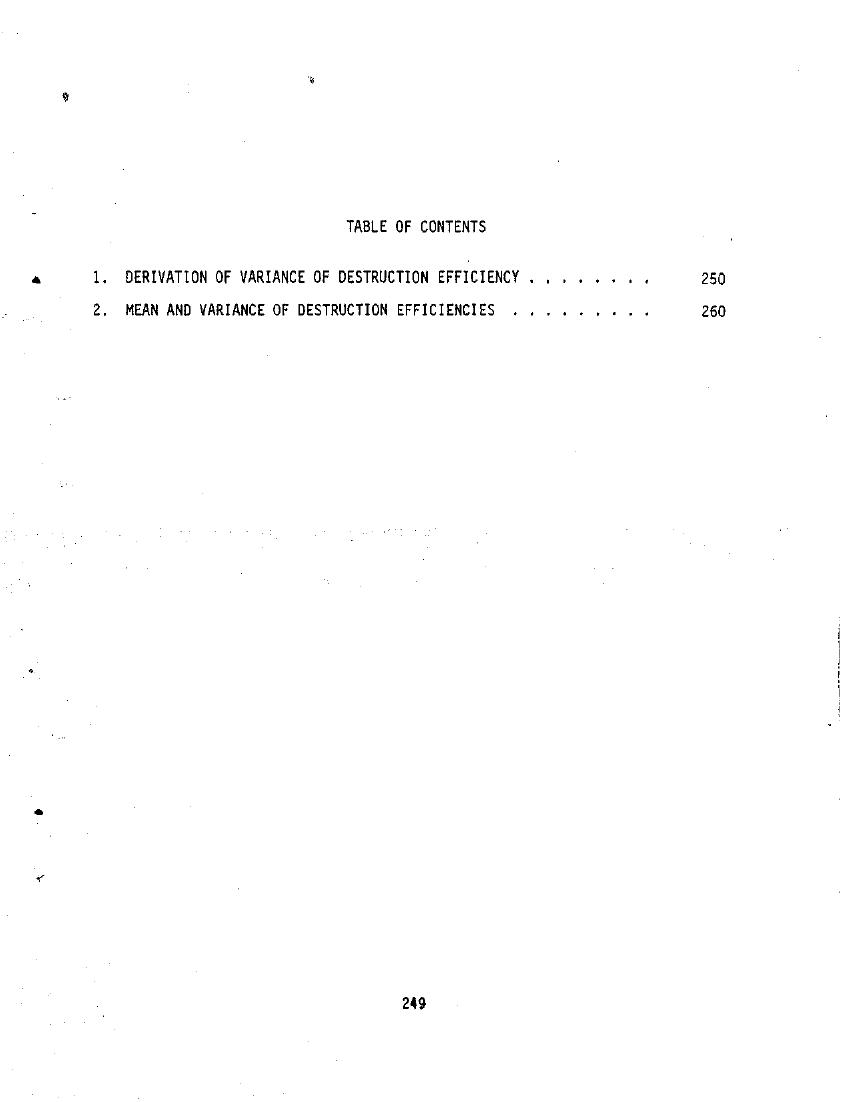 TABLE OF CONTENTS
1. DERIVATION OF VARIANCE OF DESTRUCTION EFFICIENCY . . . . . . . . 250
2. MEAN AND VARIANCE OF DESTRUCTION EFFICIENCIES . . . . . . . . . 260
249